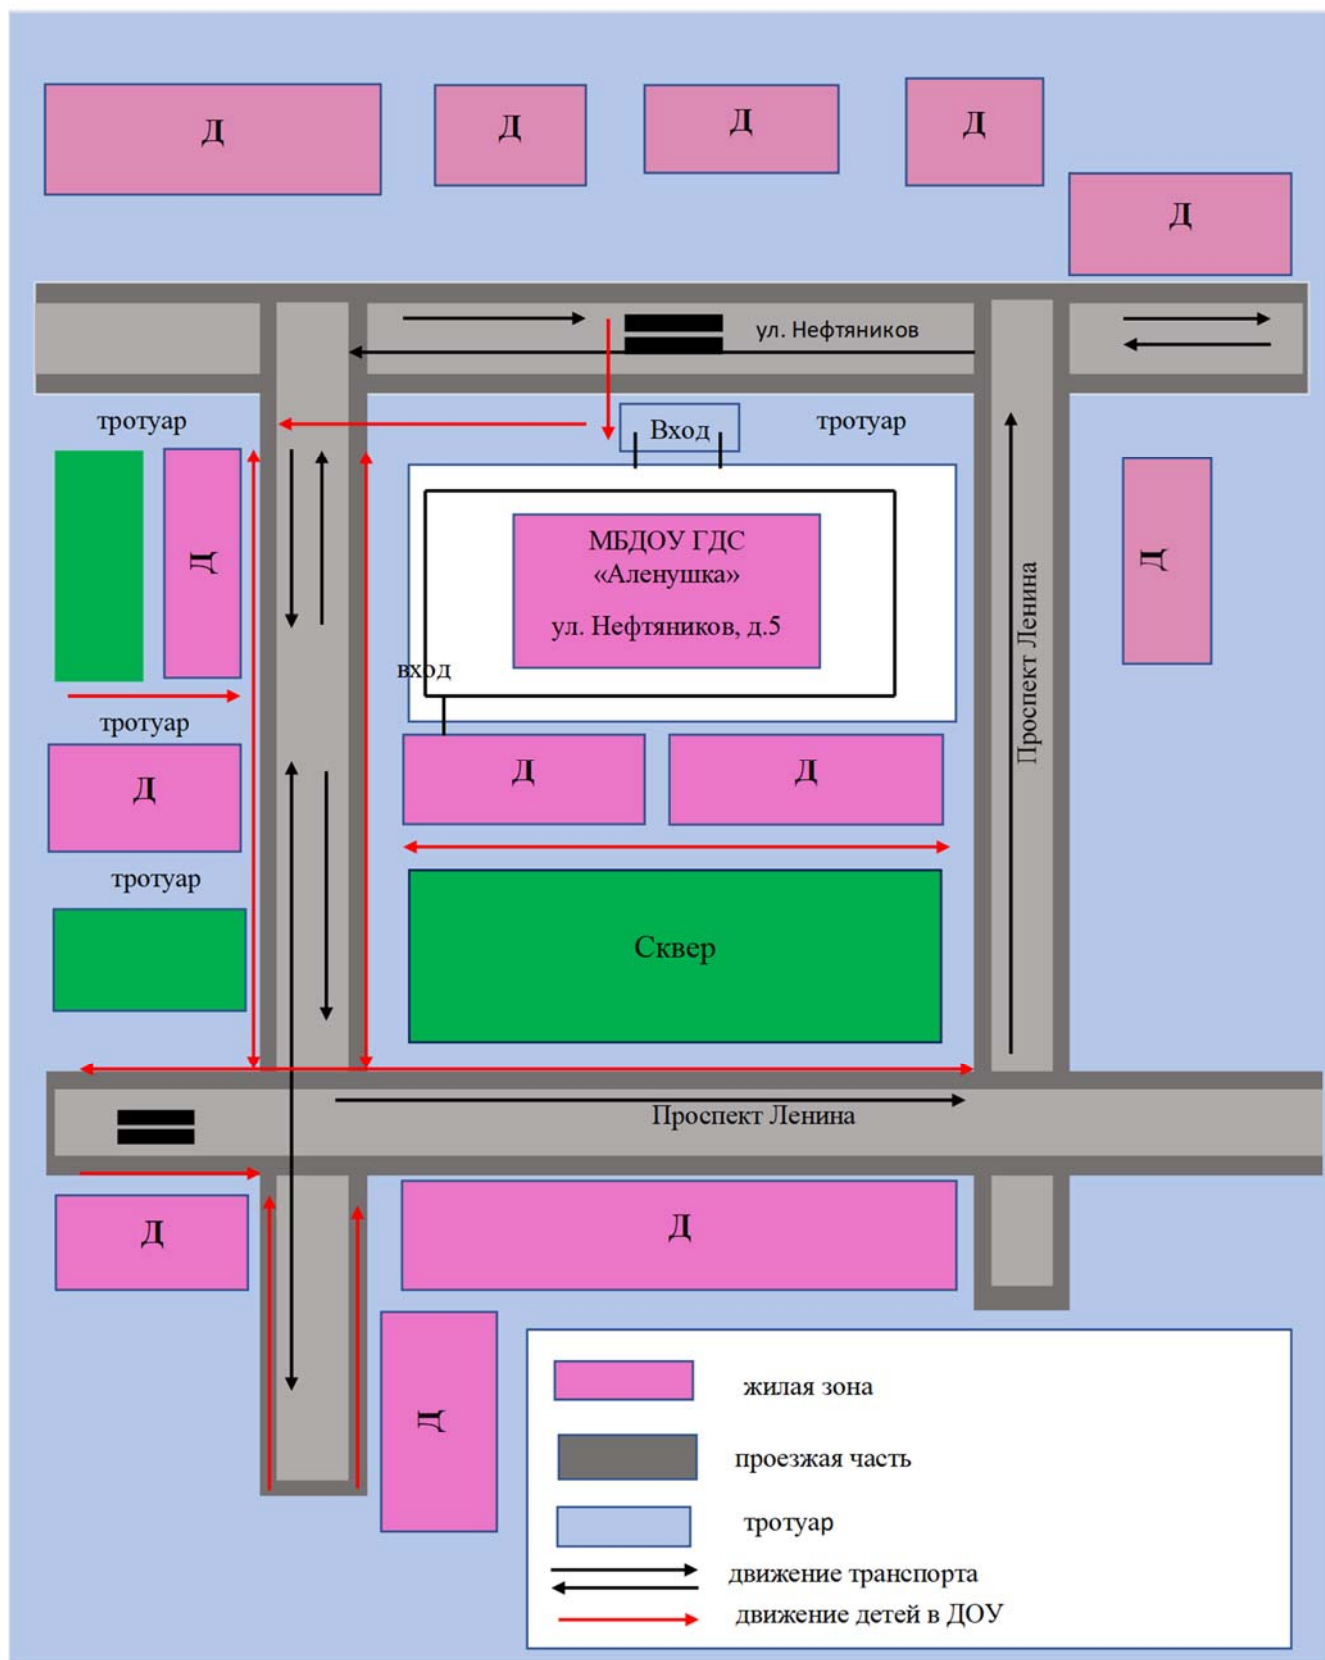 Д
Д
Д
Д
Д
ул. Нефтяников
тротуар
Вход
тротуар
Д
МБДОУ ГДС
«Аленушка»
ул. Нефтяников, д.5
Д
Проспект Ленина
вход
тротуар
Д
Д
Д
тротуар
Сквер
Проспект Ленина
Д
Д
Д
жилая зона
проезжая часть
тротуар
движение транспорта
движение детей в ДОУ